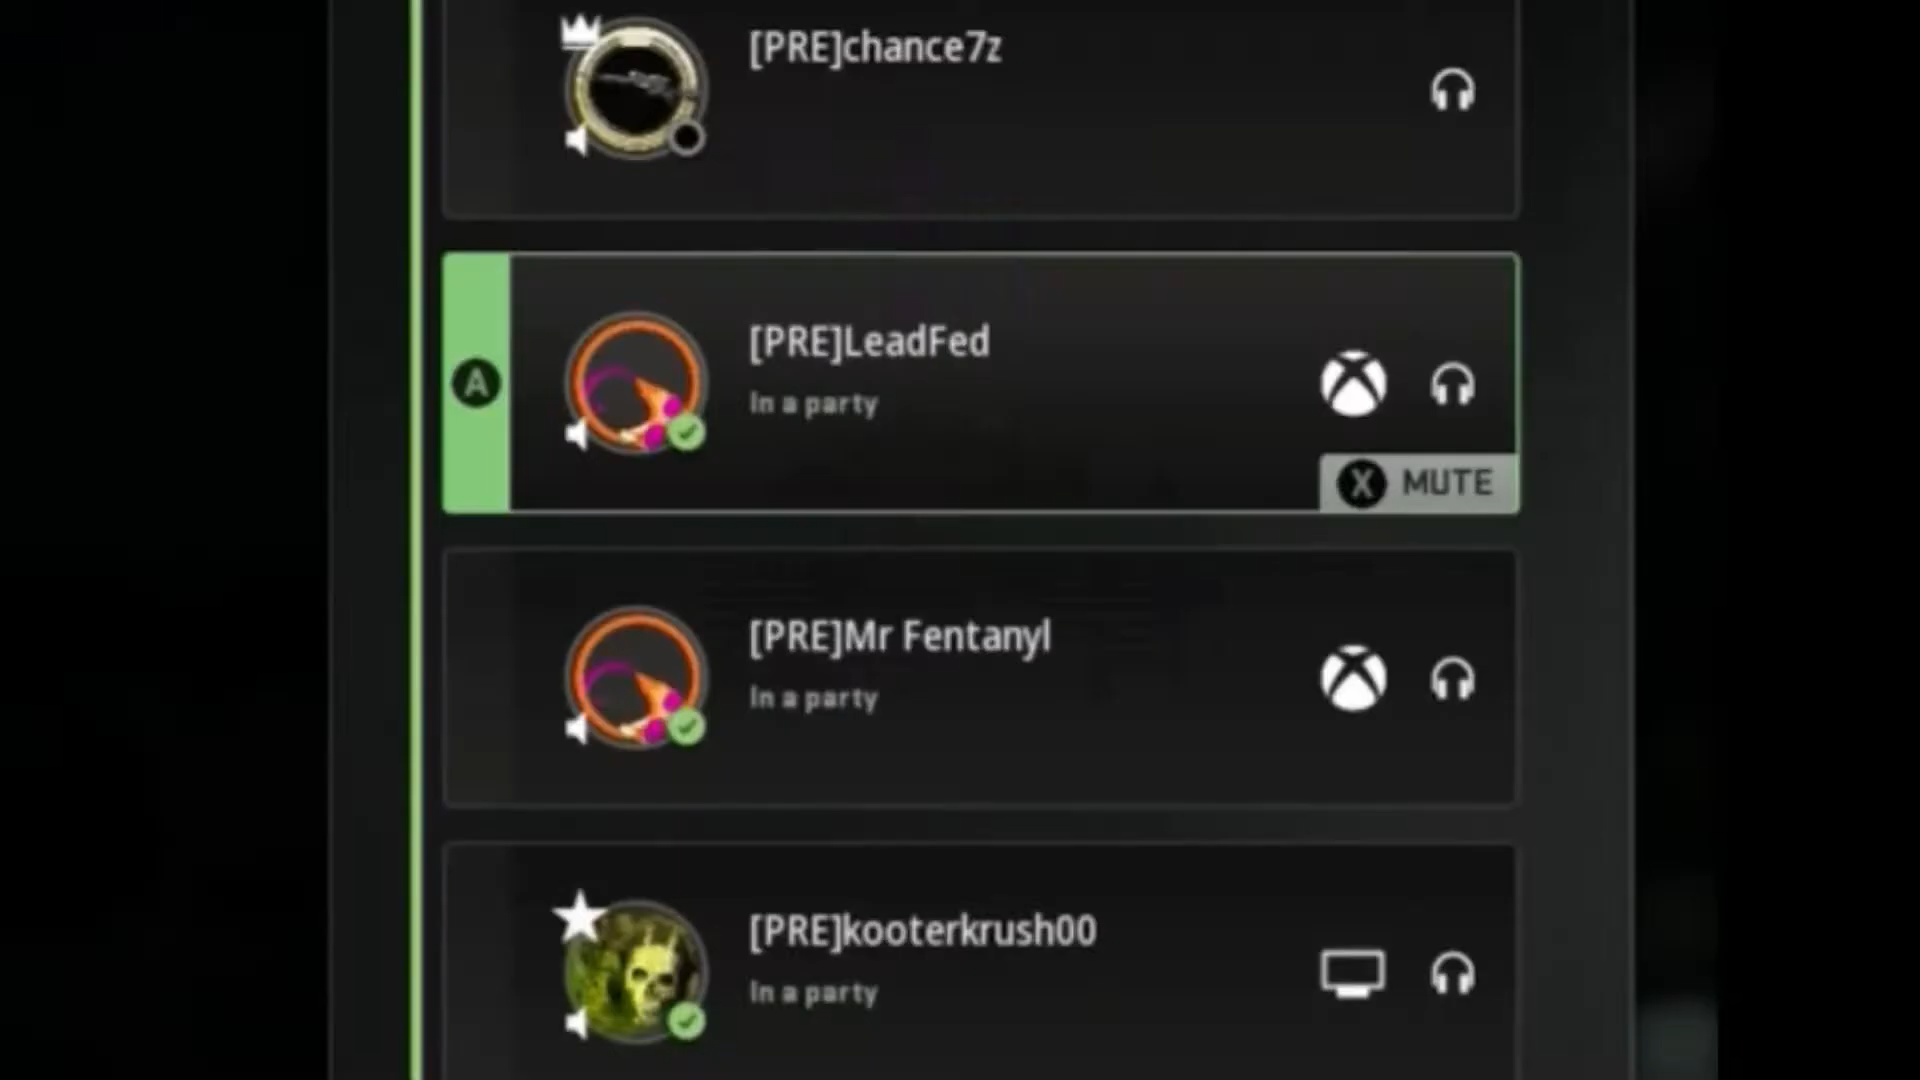 [PRE]chance7z
A
[PRE]LeadFed
In a party
X MUTE
[PRE]Mr Fentanyl
In a party
[PRE]kooterkrush00
In a party